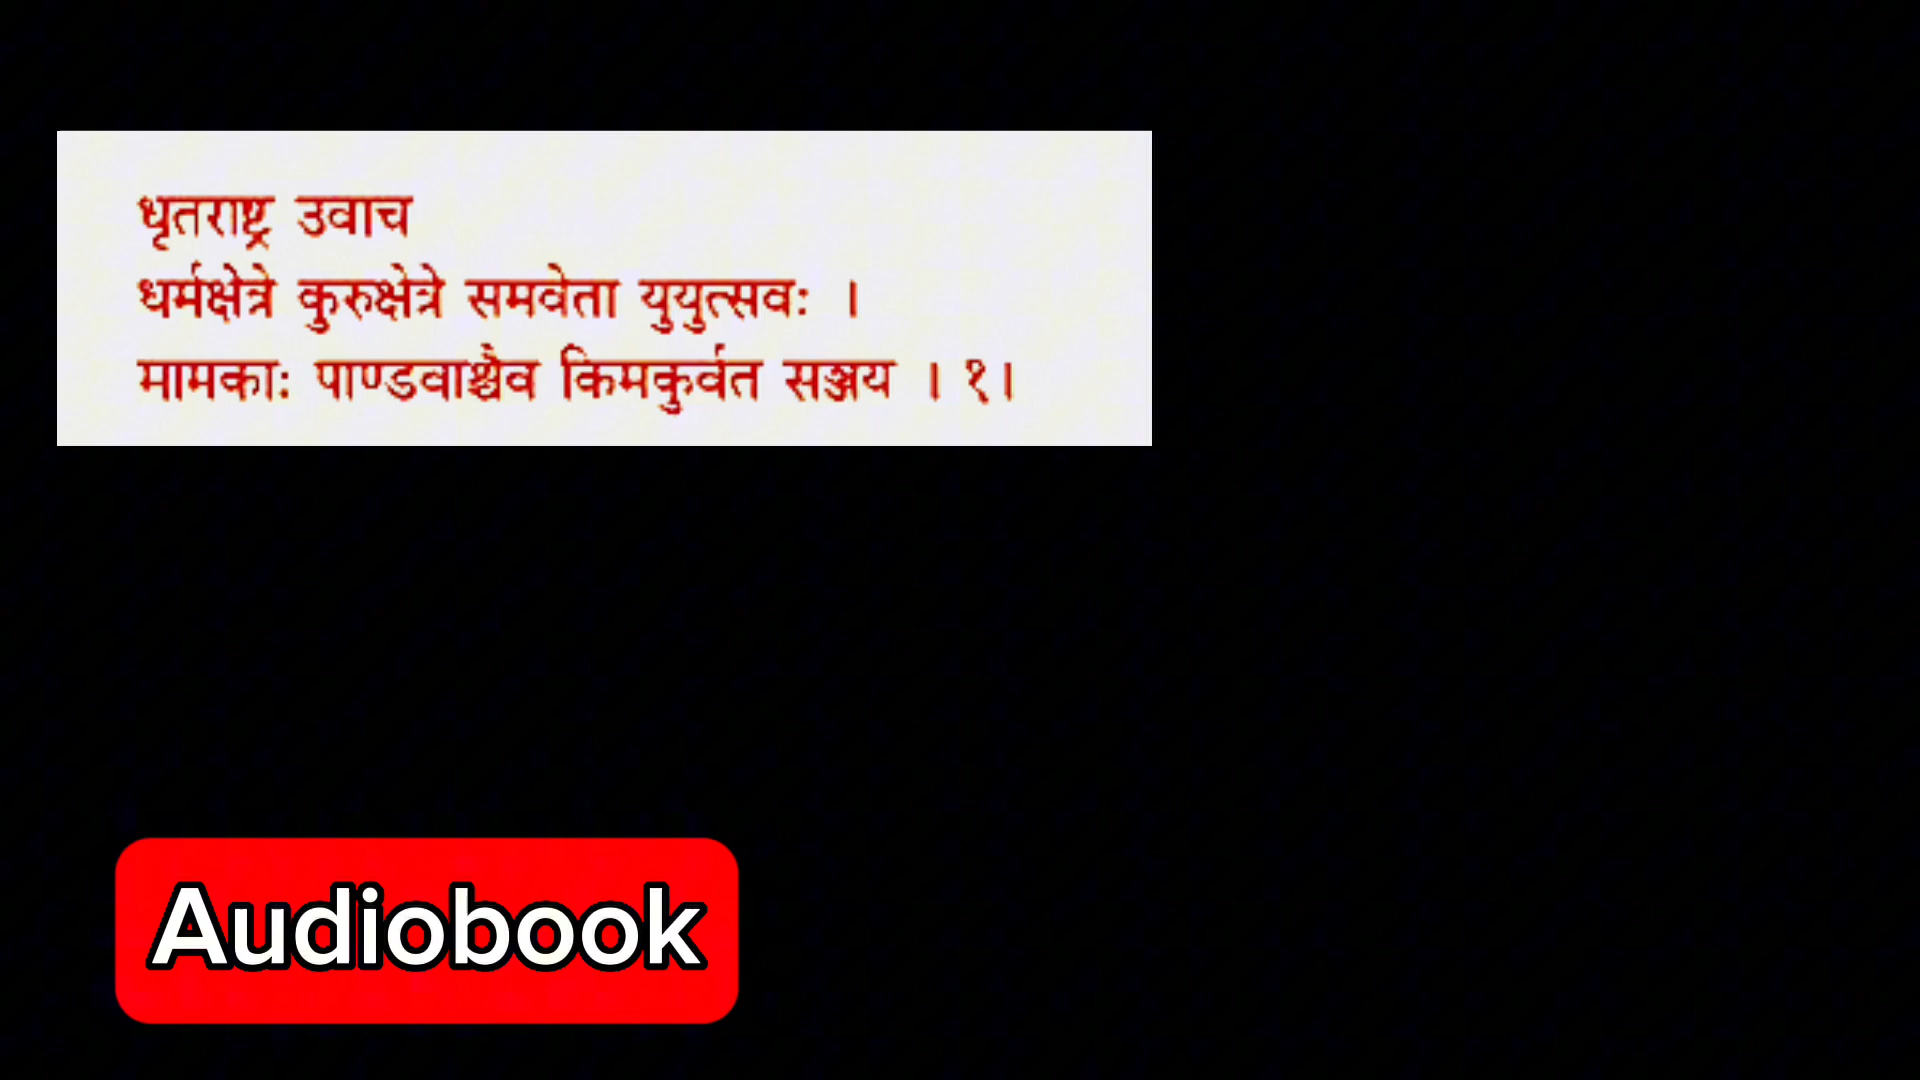 धृतराष्ट्र उवाच
धर्मक्षेत्रे कुरुक्षेत्रे समवेता युयुत्सवः ।
मामकाः पाण्डवाश्चैव किमकुर्वत सञ्जय । १।
Audiobook